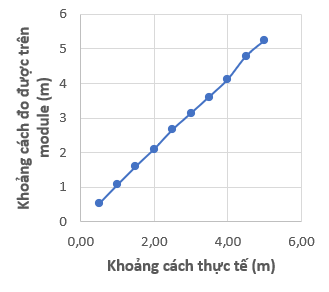 Khoảng cách đo được trên
module (m)
6
5
4
3
2
1
0
0,00 2,00 4,00 6,00
Khoảng cách thực tế (m)